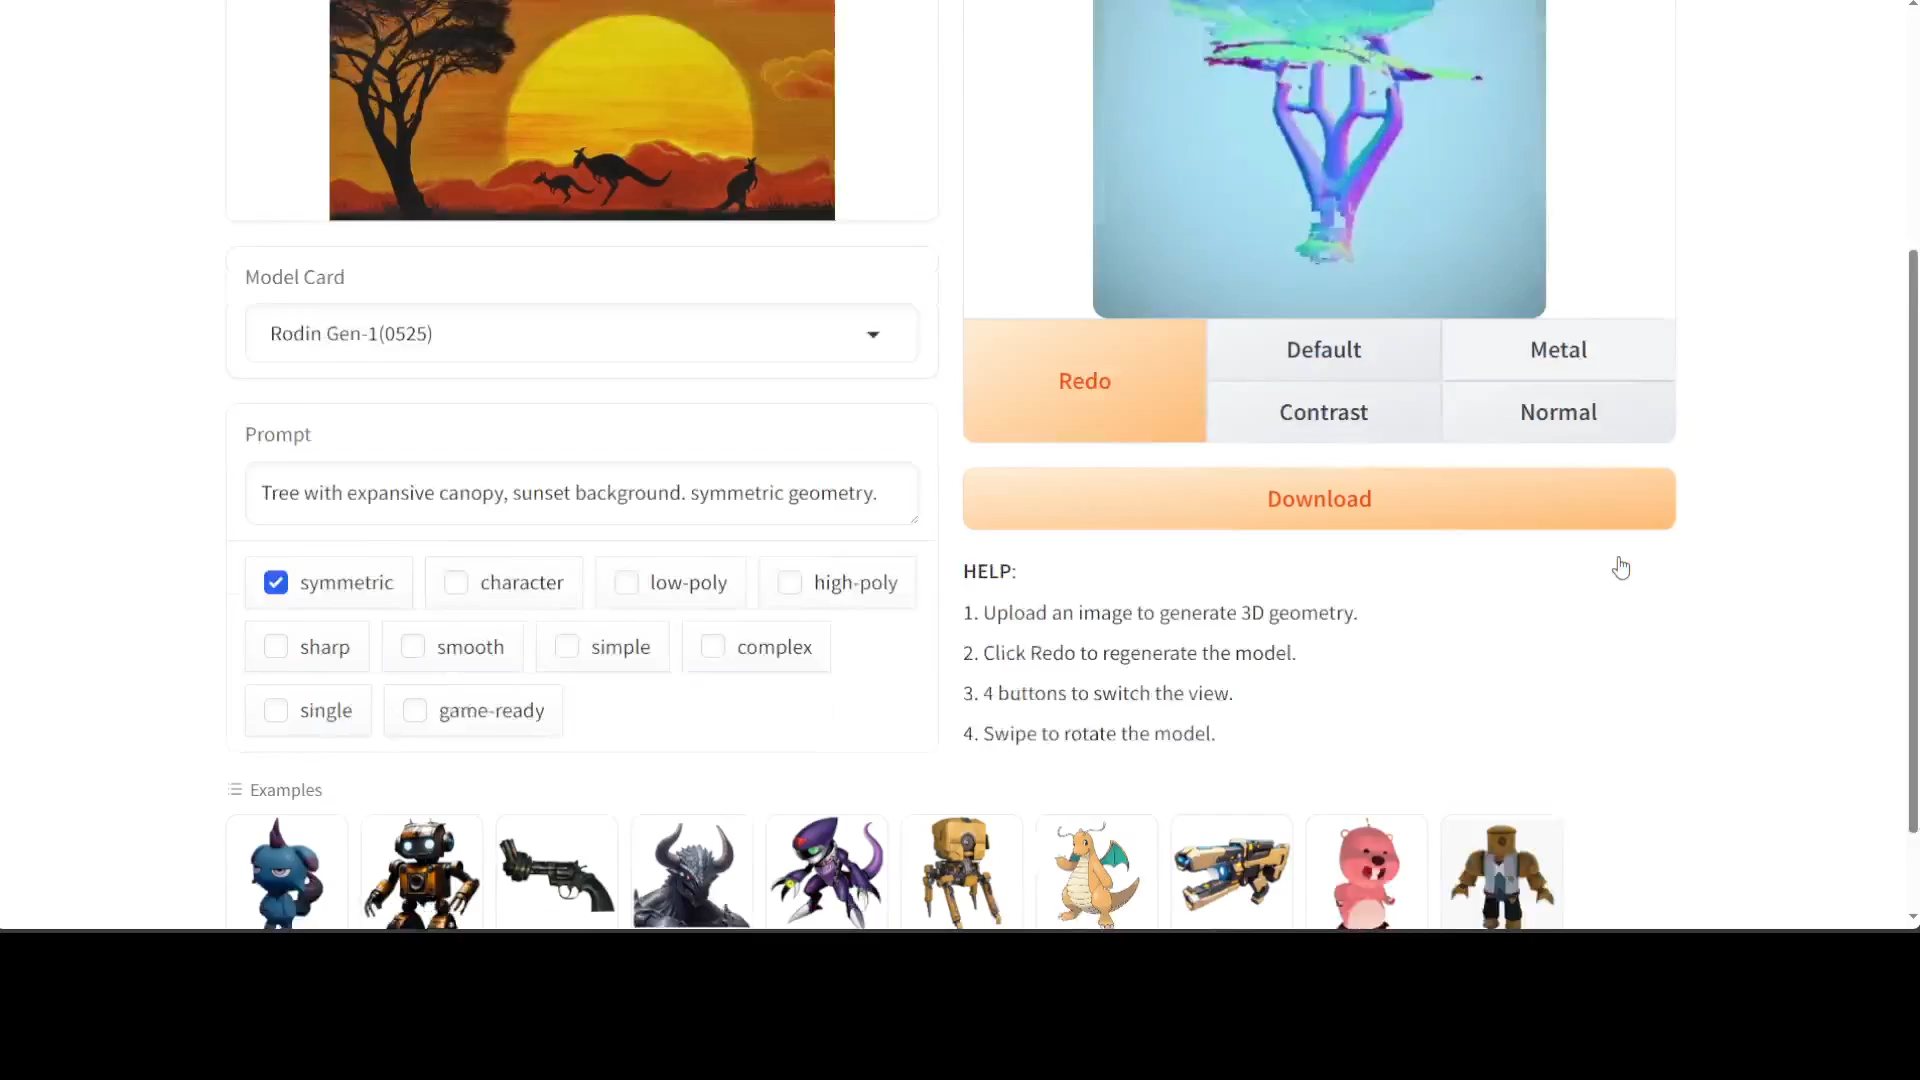 Model Card
Rodin Gen-1(0525)
Prompt
Tree with expansive canopy, sunset background. symmetric geometry.
symmetric
character
low-poly
high-poly
sharp
smooth
simple
complex
single
game-ready
Redo
Default
Metal
Contrast
Normal
Download
HELP:
1. Upload an image to generate 3D geometry.
2. Click Redo to regenerate the model.
3. 4 buttons to switch the view.
4. Swipe to rotate the model.
Examples